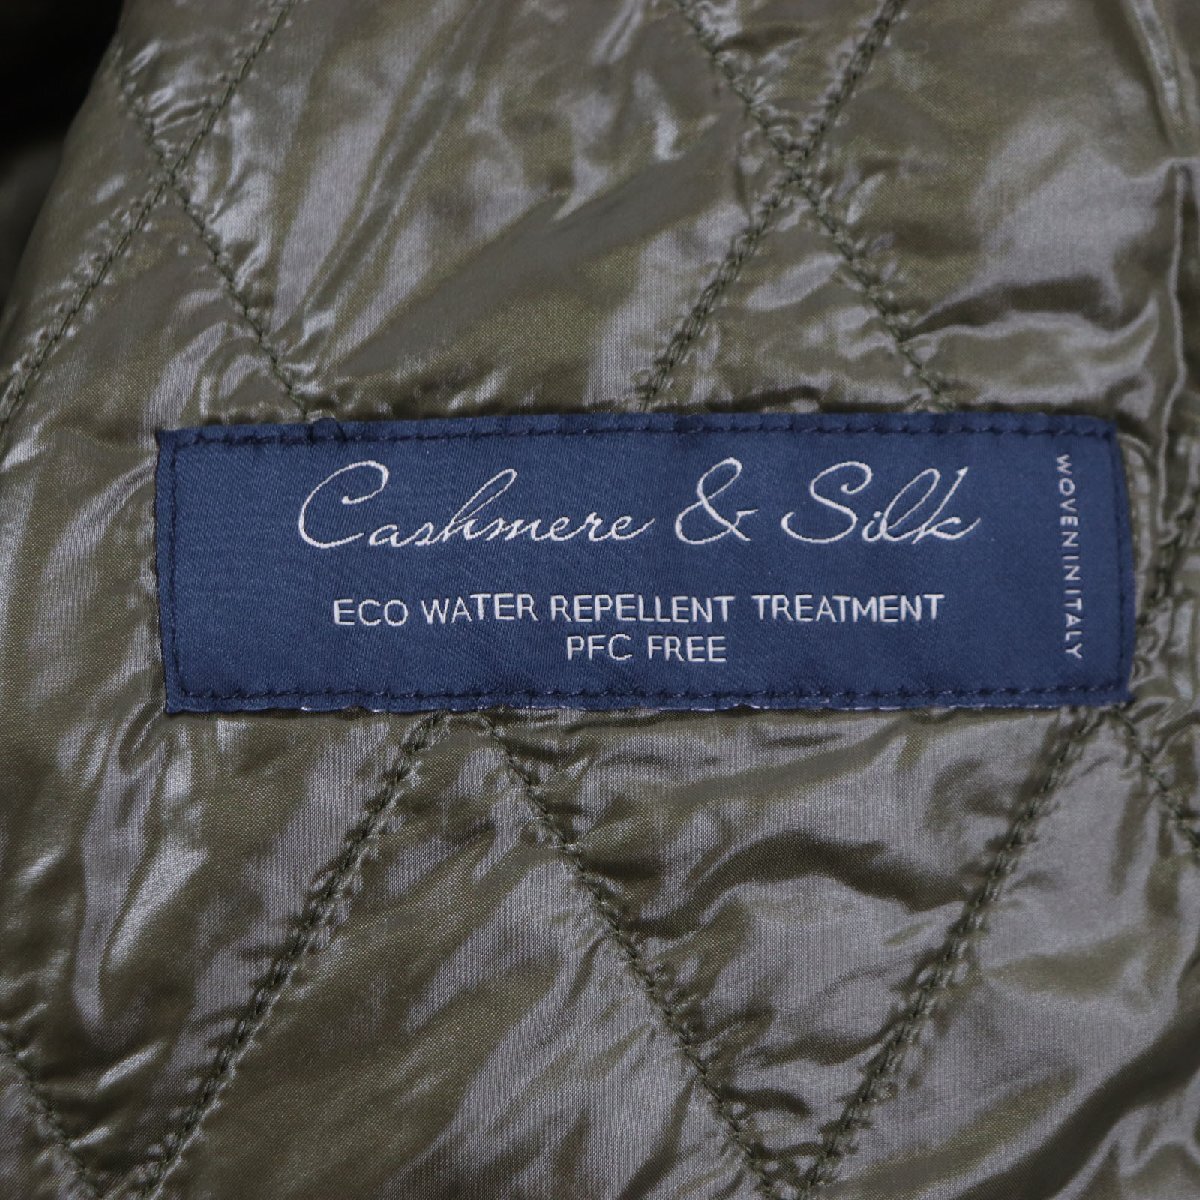 Cashmere & Silk
ECO WATER REPELLENT TREATMENT
PFC FREE
WOVEN IN ITALY